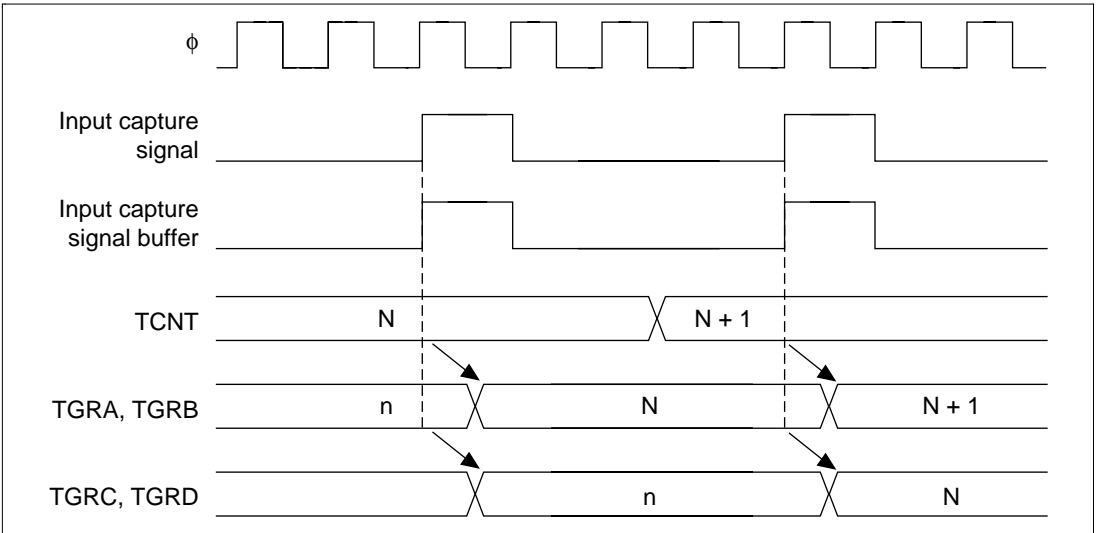 ϕ
Input capture
signal
Input capture
signal buffer
TCNT
N
N + 1
TGRA, TGRB
n
N
N + 1
TGRC, TGRD
n
N